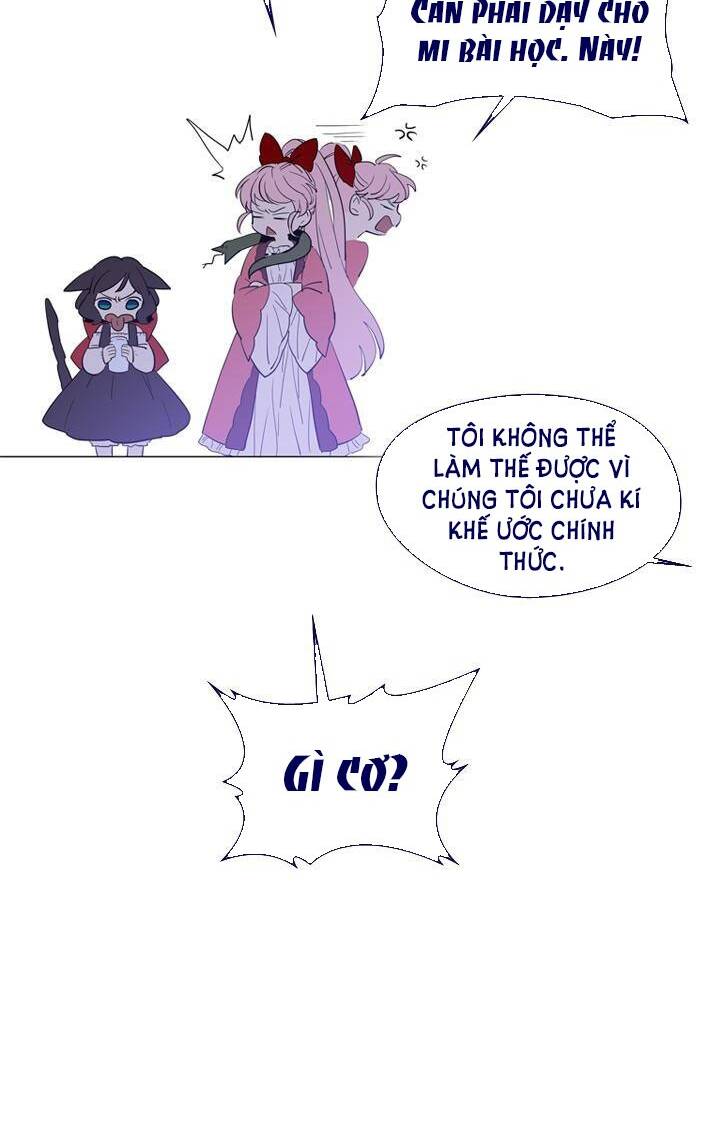 CẦN PHẢI DẠY CHO
MI BÀI HỌC. NÀY!
TÔI KHÔNG THỂ
LÀM THẾ ĐƯỢC VÌ
CHÚNG TÔI CHƯA KÍ
KHẾ ƯỚC CHÍNH
THỨC.
GÌ CƠ?